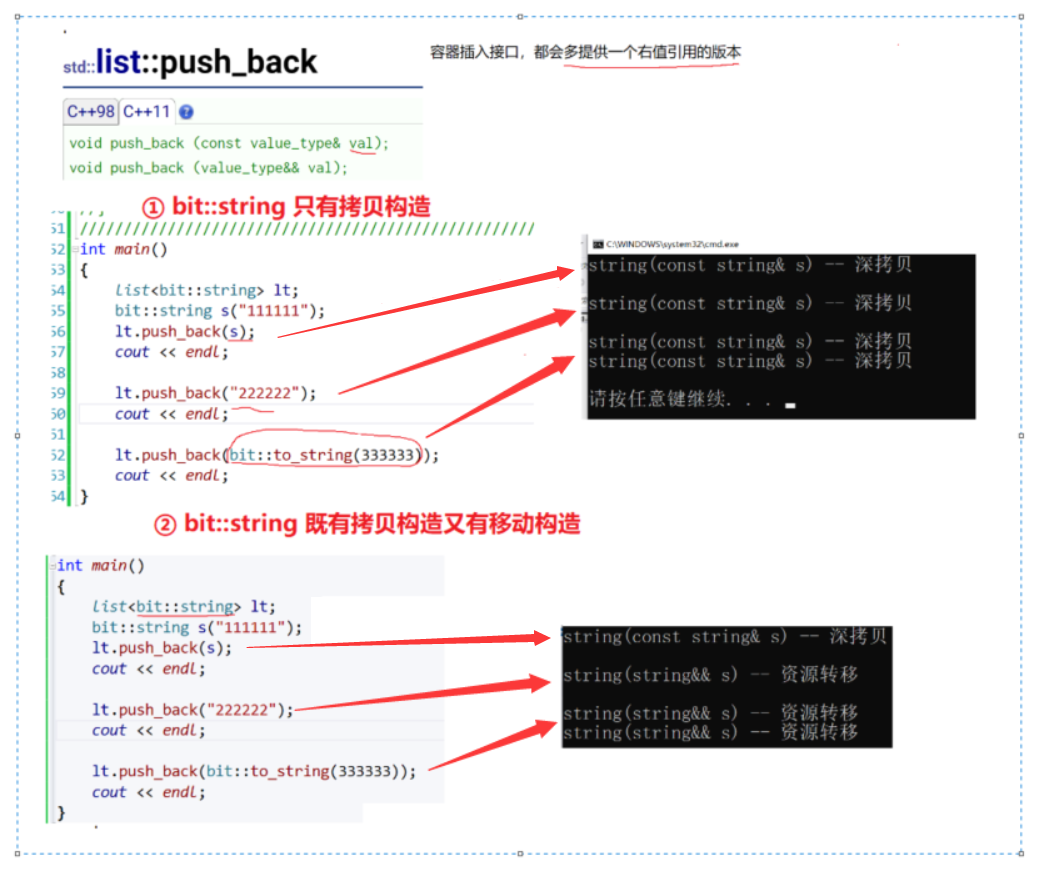 std::list::push_back
容器插入接口，都会多提供一个右值引用的版本
C++98 C++11 ?
void push_back (const value_type& val);
void push_back (value_type&& val);
① bit::string 只有拷贝构造
51 ////////////////////////////////////////////////////
52 int main()
53 {
54 list<bit::string> lt;
55 bit::string s("111111");
56 lt.push_back(s);
57 cout << endl;
58
59 lt.push_back("222222");
60 cout << endl;
61
62 lt.push_back(bit::to_string(333333));
63 cout << endl;
64 }
C:\WINDOWS\system32\cmd.exe
string(const string& s) -- 深拷贝
string(const string& s) -- 深拷贝
string(const string& s) -- 深拷贝
string(const string& s) -- 深拷贝
请按任意键继续. . .
② bit::string 既有拷贝构造又有移动构造
int main()
{
list<bit::string> lt;
bit::string s("111111");
lt.push_back(s);
cout << endl;
lt.push_back("222222");
cout << endl;
lt.push_back(bit::to_string(333333));
cout << endl;
}
string(const string& s) -- 深拷贝
string(string&& s) -- 资源转移
string(string&& s) -- 资源转移
string(string&& s) -- 资源转移